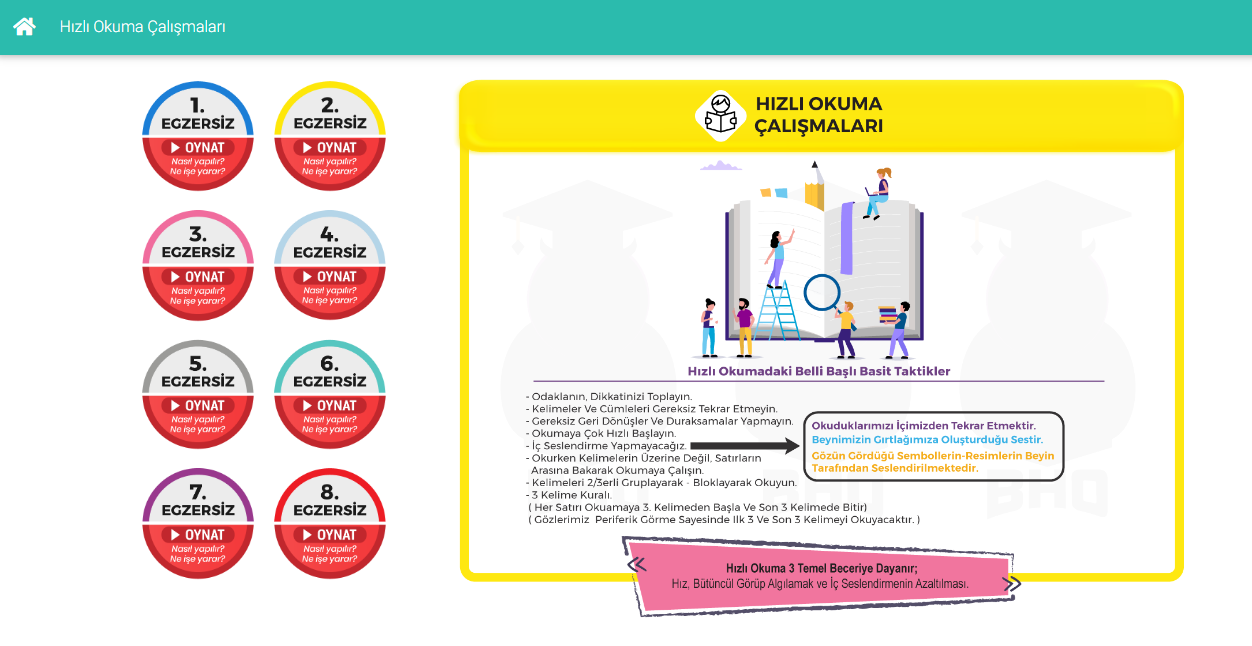 Hızlı Okuma Çalışmaları
1.
EGZERSİZ
OYNAT
Nasıl yapılır?
Ne işe yarar?
2.
EGZERSİZ
OYNAT
Nasıl yapılır?
Ne işe yarar?
3.
EGZERSİZ
OYNAT
Nasıl yapılır?
Ne işe yarar?
4.
EGZERSİZ
OYNAT
Nasıl yapılır?
Ne işe yarar?
5.
EGZERSİZ
OYNAT
Nasıl yapılır?
Ne işe yarar?
6.
EGZERSİZ
OYNAT
Nasıl yapılır?
Ne işe yarar?
7.
EGZERSİZ
OYNAT
Nasıl yapılır?
Ne işe yarar?
8.
EGZERSİZ
OYNAT
Nasıl yapılır?
Ne işe yarar?
HIZLI OKUMA
ÇALIŞMALARI
Hızlı Okumadaki Belli Başlı Basit Taktikler
- Odaklanın, Dikkatinizi Toplayın.
- Kelimeler Ve Cümleleri Gereksiz Tekrar Etmeyin.
- Gereksiz Geri Dönüşler Ve Duraksamalar Yapmayın.
- Okumaya Çok Hızlı Başlayın.
- İç Seslendirme Yapmayacağız.
- Okurken Kelimelerin Üzerine Değil, Satırların
Arasına Bakarak Okumaya Çalışın.
- Kelimeleri 2/3erli Gruplayarak - Bloklayarak Okuyun.
- 3 Kelime Kuralı.
( Her Satırı Okuamaya 3. Kelimeden Başla Ve Son 3 Kelimede Bitir)
( Gözlerimiz Periferik Görme Sayesinde Ilk 3 Ve Son 3 Kelimeyi Okuyacaktır. )
Okuduklarımızı İçimizden Tekrar Etmektir.
Beynimizin Gırtlağımıza Oluşturduğu Sestir.
Gözün Gördüğü Sembollerin-Resimlerin Beyin
Tarafından Seslendirilmektedir.
BAO
BAO
Hızlı Okuma 3 Temel Beceriye Dayanır;
Hız, Bütüncül Görüp Algılamak ve İç Seslendirmenin Azaltılması.